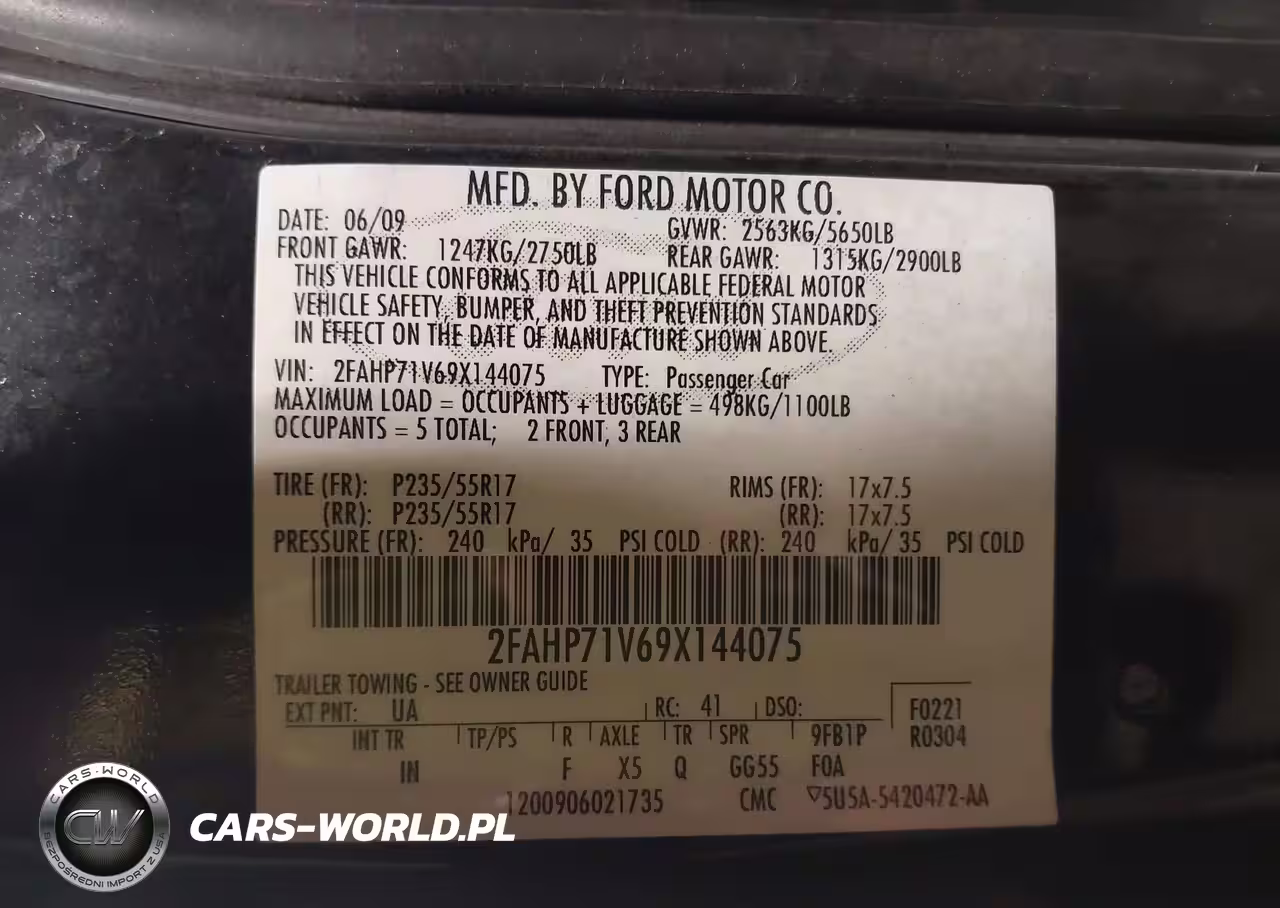 MFD. BY FORD MOTOR CO.
DATE: 06/09 GVWR: 2563KG/5650LB
FRONT GAWR: 1247KG/2750LB REAR GAWR: 1315KG/2900LB
THIS VEHICLE CONFORMS TO ALL APPLICABLE FEDERAL MOTOR
VEHICLE SAFETY, BUMPER, AND THEFT PREVENTION STANDARDS
IN EFFECT ON THE DATE OF MANUFACTURE SHOWN ABOVE.
VIN: 2FAHP71V69X144075 TYPE: Passenger Car
MAXIMUM LOAD = OCCUPANTS + LUGGAGE = 498KG/1100LB
OCCUPANTS = 5 TOTAL; 2 FRONT, 3 REAR
TIRE (FR): P235/55R17 RIMS (FR): 17x7.5
(RR): P235/55R17 (RR): 17x7.5
PRESSURE (FR): 240 kPa/ 35 PSI COLD (RR): 240 kPa/ 35 PSI COLD
2FAHP71V69X144075
TRAILER TOWING - SEE OWNER GUIDE
EXT PNT: UA RC: 41 DSO: F0221
INT TR TP/PS R AXLE TR SPR 9FB1P R0304
IN F X5 Q GG55 F0A
1200906021735 CMC ▽5U5A-5420472-AA
CARS-WORLD
CW
BEZPOŚREDNI IMPORT Z USA
CARS-WORLD.PL